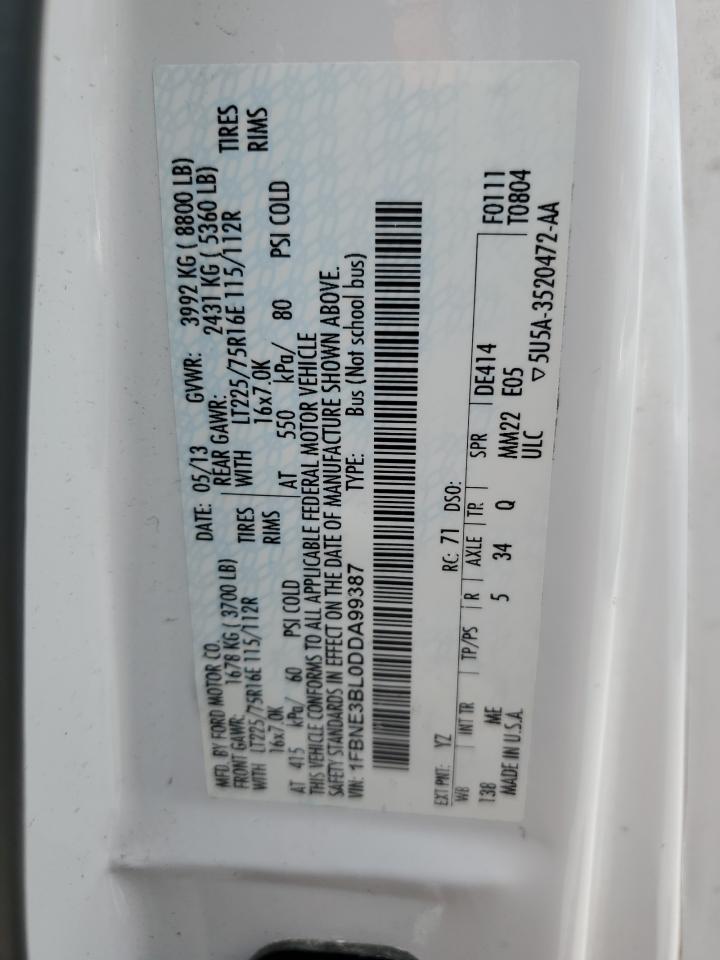 MFD. BY FORD MOTOR CO. DATE: 05/13 GVWR: 3992 KG ( 8800 LB)
FRONT GAWR: 1678 KG ( 3700 LB) REAR GAWR: 2431 KG ( 5360 LB)
WITH LT225/75R16E 115/112R TIRES WITH LT225/75R16E 115/112R TIRES
16x7.0K RIMS 16x7.0K RIMS
AT 415 kPa/ 60 PSI COLD AT 550 kPa/ 80 PSI COLD
THIS VEHICLE CONFORMS TO ALL APPLICABLE FEDERAL MOTOR VEHICLE
SAFETY STANDARDS IN EFFECT ON THE DATE OF MANUFACTURE SHOWN ABOVE.
VIN: 1FBNE3BL0DDA99387 TYPE: Bus (Not school bus)
EXT PNT: YZ RC: 71 DSO: F0111
WB INT TR TP/PS R AXLE TR SPR DE414 T0804
138 ME 5 34 Q MM22 E05
MADE IN U.S.A. ULC ▽5U5A-3520472-AA